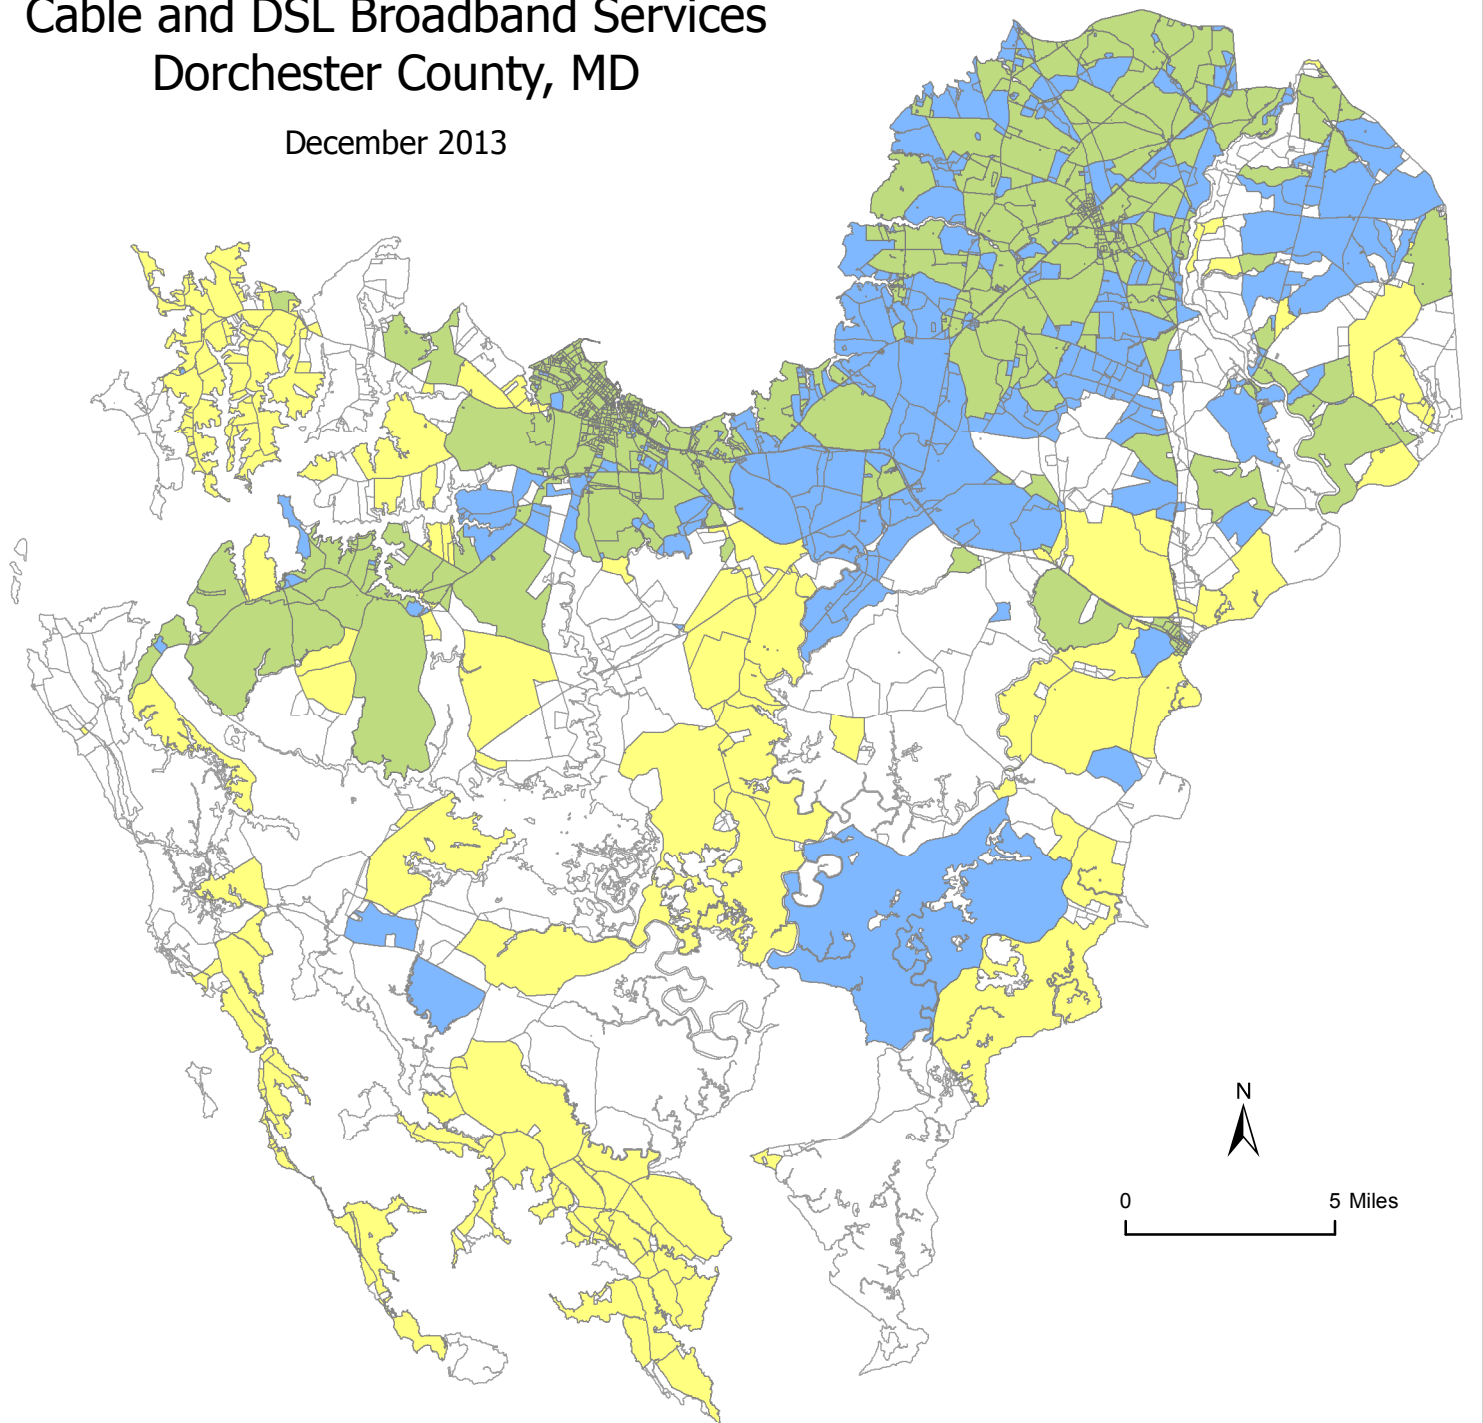 Cable and DSL Broadband Services
Dorchester County, MD
December 2013
N
0 5 Miles